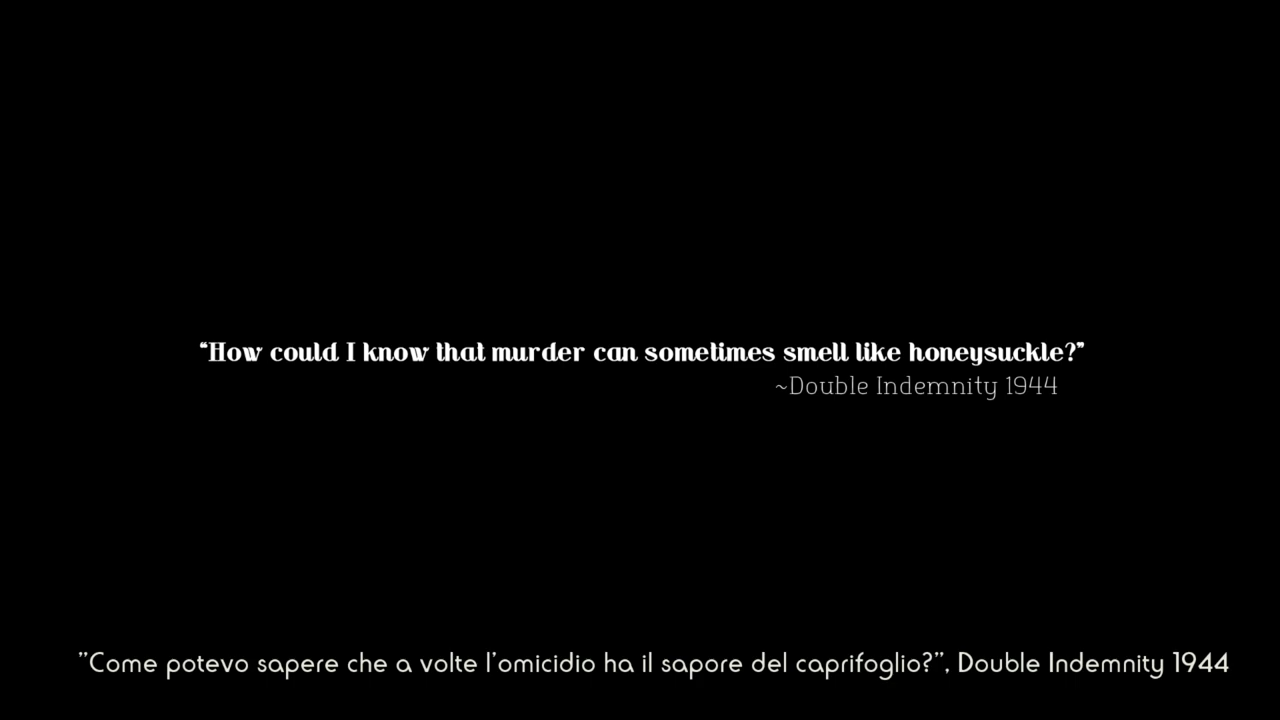 “How could I know that murder can sometimes smell like honeysuckle?”
~Double Indemnity 1944
”Come potevo sapere che a volte l’omicidio ha il sapore del caprifoglio?”, Double Indemnity 1944